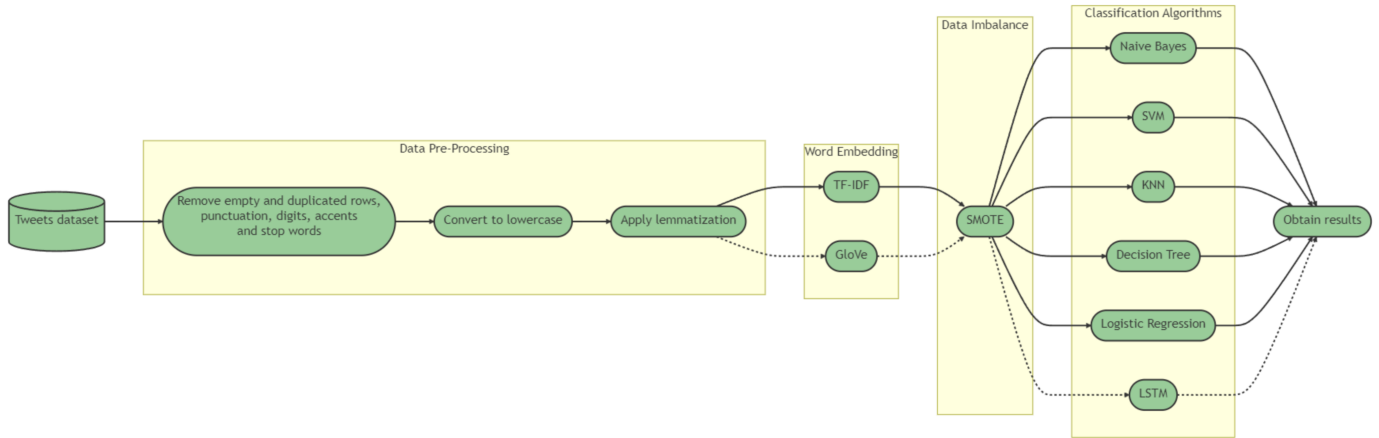 Tweets dataset
Data Pre-Processing
Remove empty and duplicated rows,
punctuation, digits, accents
and stop words
Convert to lowercase
Apply lemmatization
Word Embedding
TF-IDF
GloVe
Data Imbalance
SMOTE
Classification Algorithms
Naive Bayes
SVM
KNN
Decision Tree
Logistic Regression
LSTM
Obtain results